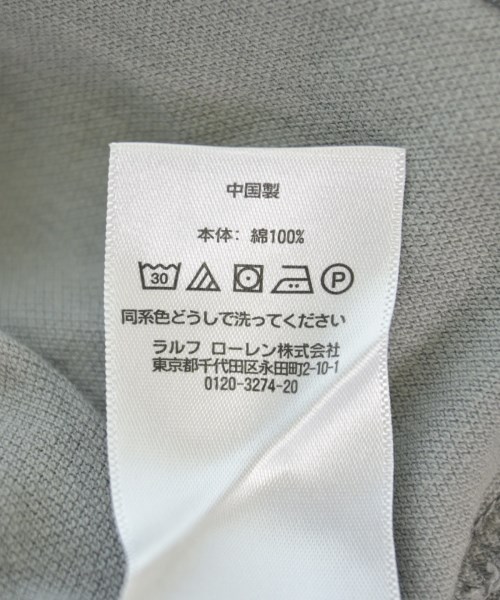 中国製
本体: 綿100%
30 P
同系色どうしで洗ってください
ラルフ ローレン株式会社
東京都千代田区永田町2-10-1
0120-3274-20